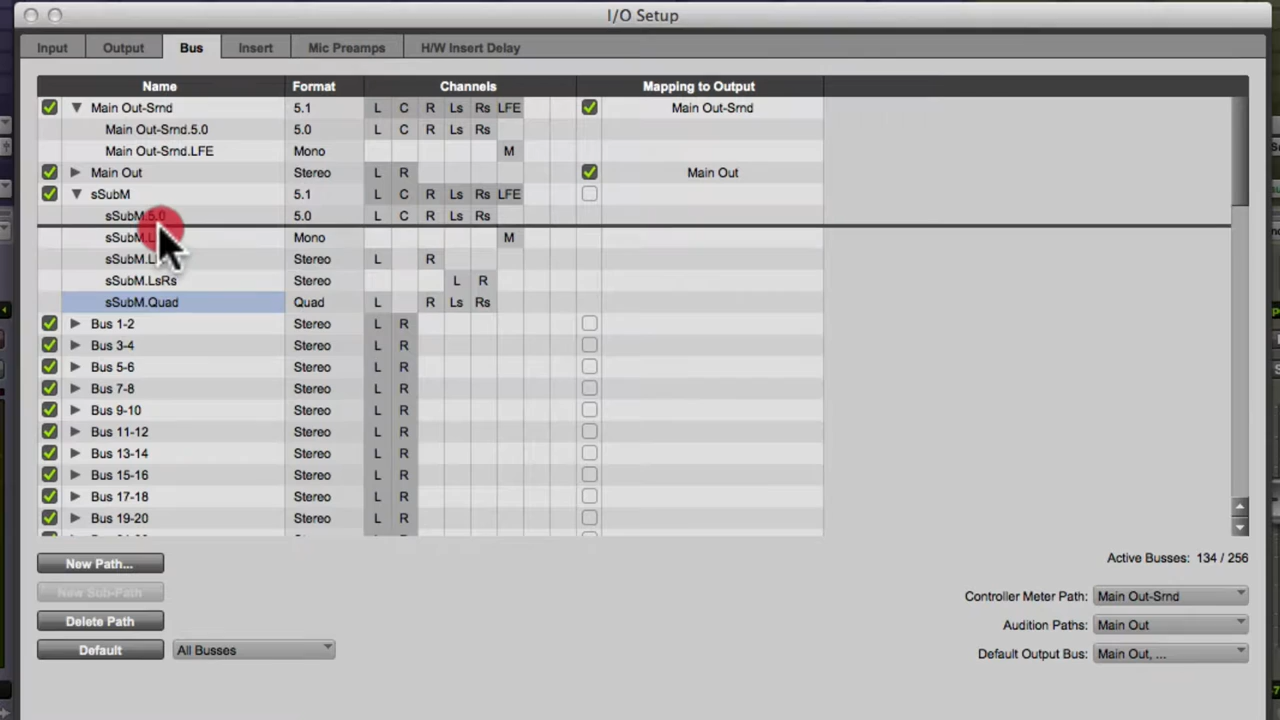 I/O Setup
Input Output Bus Insert Mic Preamps H/W Insert Delay
Name Format Channels Mapping to Output
Main Out-Srnd 5.1 L C R Ls Rs LFE Main Out-Srnd
Main Out-Srnd.5.0 5.0 L C R Ls Rs
Main Out-Srnd.LFE Mono M
Main Out Stereo L R Main Out
sSubM 5.1 L C R Ls Rs LFE
sSubM.5.0 5.0 L C R Ls Rs
Mono M
Stereo L R
sSubM.LsRs Stereo L R
sSubM.Quad Quad L R Ls Rs
Bus 1-2 Stereo L R
Bus 3-4 Stereo L R
Bus 5-6 Stereo L R
Bus 7-8 Stereo L R
Bus 9-10 Stereo L R
Bus 11-12 Stereo L R
Bus 13-14 Stereo L R
Bus 15-16 Stereo L R
Bus 17-18 Stereo L R
Bus 19-20 Stereo L R
New Path...
New Sub-Path
Delete Path
Default All Busses
Active Busses: 134 / 256
Controller Meter Path: Main Out-Srnd
Audition Paths: Main Out
Default Output Bus: Main Out, ...